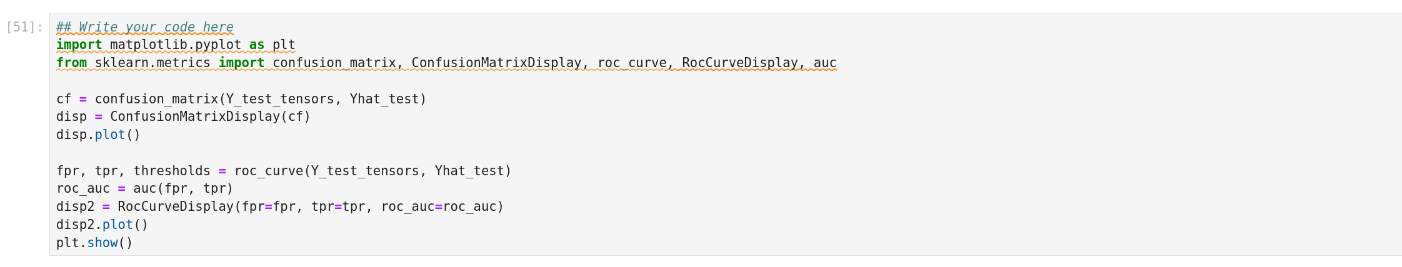 [51]:
## Write your code here
import matplotlib.pyplot as plt
from sklearn.metrics import confusion_matrix, ConfusionMatrixDisplay, roc_curve, RocCurveDisplay, auc
cf = confusion_matrix(Y_test_tensors, Yhat_test)
disp = ConfusionMatrixDisplay(cf)
disp.plot()
fpr, tpr, thresholds = roc_curve(Y_test_tensors, Yhat_test)
roc_auc = auc(fpr, tpr)
disp2 = RocCurveDisplay(fpr=fpr, tpr=tpr, roc_auc=roc_auc)
disp2.plot()
plt.show()